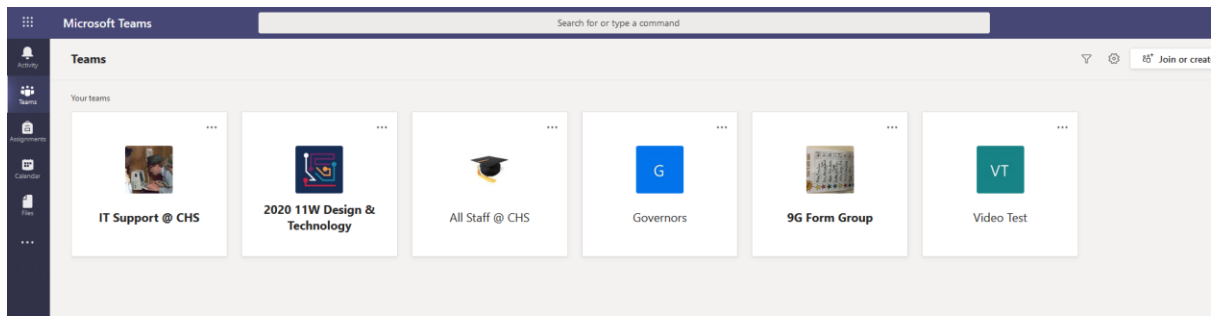 Microsoft Teams
Search for or type a command
Activity
Teams
Assignments
Calendar
Files
Teams
Join or creat
Your teams
IT Support @ CHS
2020 11W Design &
Technology
All Staff @ CHS
G
Governors
9G Form Group
VT
Video Test